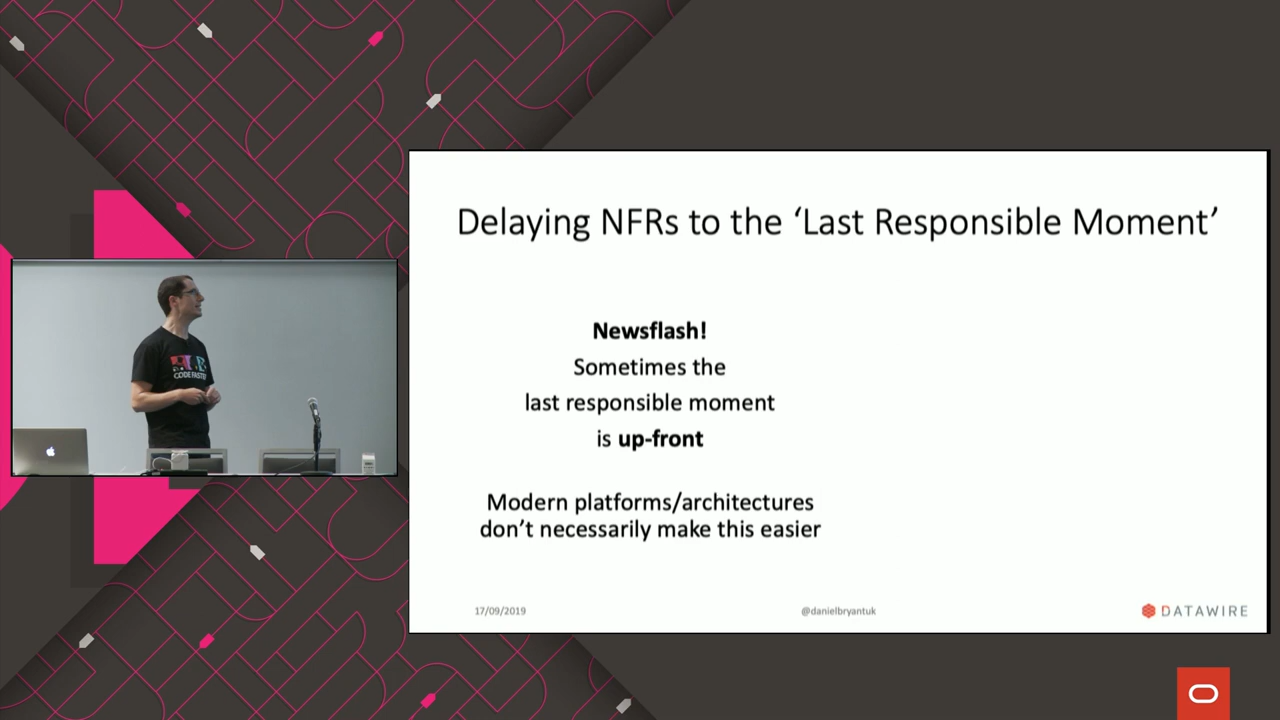 Delaying NFRs to the ‘Last Responsible Moment’
Newsflash!
Sometimes the
last responsible moment
is up-front
Modern platforms/architectures
don’t necessarily make this easier
17/09/2019
@danielbryantuk
DATAWIRE
CODE FASTER